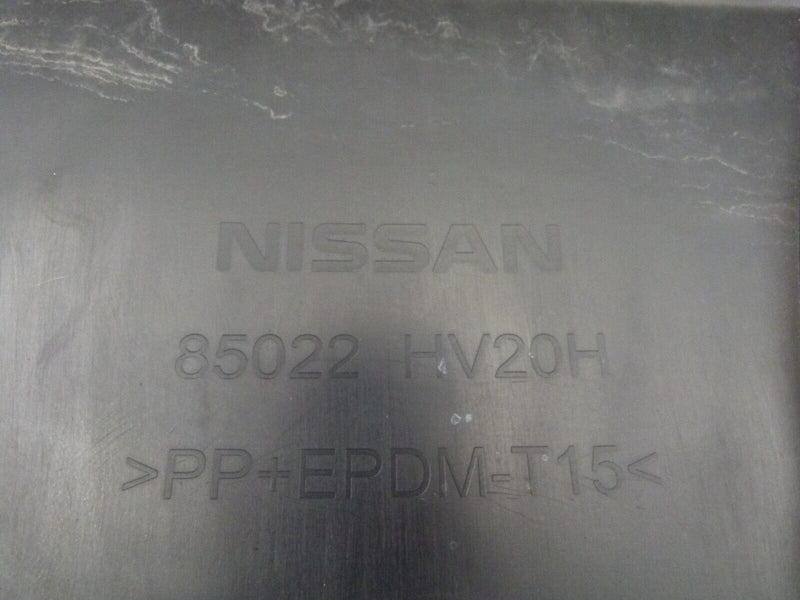 NISSAN
85022 HV20H
>PP+EPDM-T15<